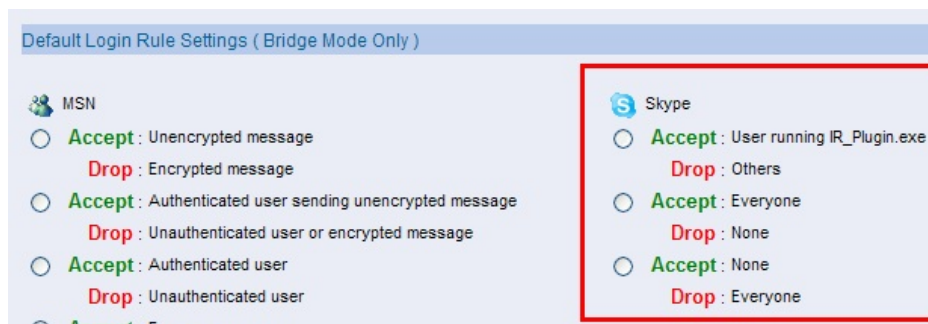 Default Login Rule Settings ( Bridge Mode Only )
MSN
Accept : Unencrypted message
Drop : Encrypted message
Accept : Authenticated user sending unencrypted message
Drop : Unauthenticated user or encrypted message
Accept : Authenticated user
Drop : Unauthenticated user
Skype
Accept : User running IR_Plugin.exe
Drop : Others
Accept : Everyone
Drop : None
Accept : None
Drop : Everyone